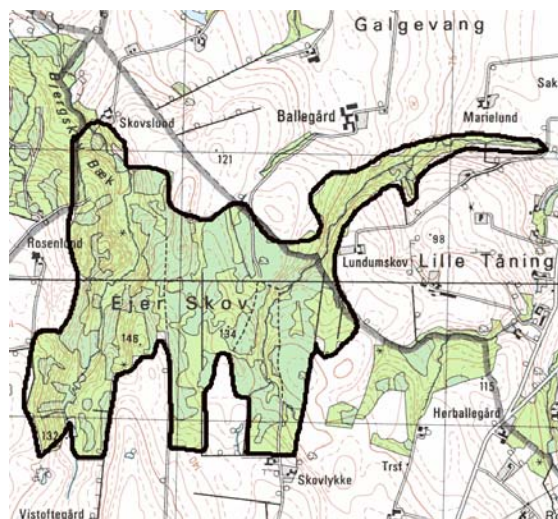 Galgevang
Bjergsk
Skovslund
Ballegård
Marielund
Sak
Bæk
121
Rosenlund
98
Lundumskov
Lille Tåning
Ejer Skov
146
134
115
Herballegård
132
Trsf
Skovlykke
Vistoftegård